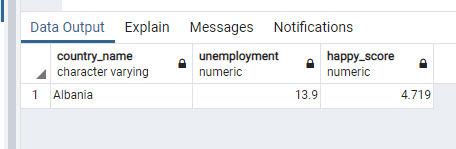 Data Output Explain Messages Notifications
country_name unemployment happy_score
character varying numeric numeric
1 Albania 13.9 4.719